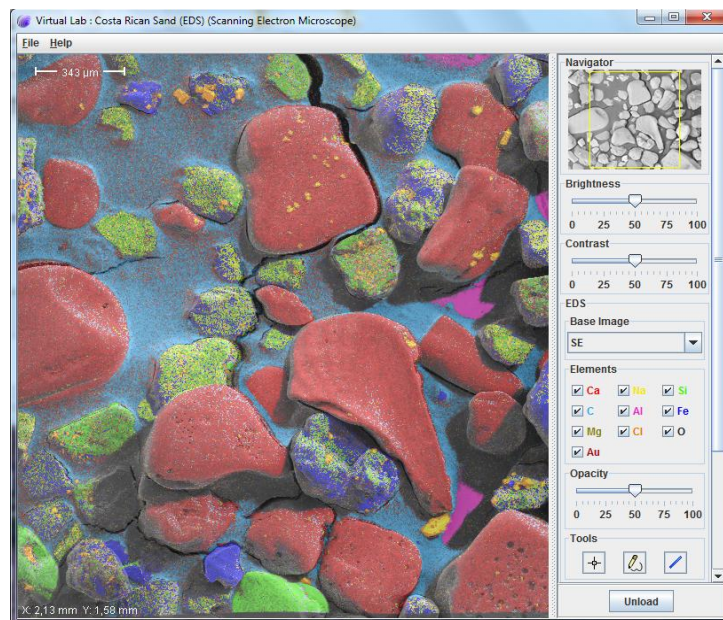 Virtual Lab : Costa Rican Sand (EDS) (Scanning Electron Microscope)
File Help
343 µm
X: 2,13 mm Y: 1,58 mm
Navigator
Brightness
0 25 50 75 100
Contrast
0 25 50 75 100
EDS
Base Image
SE
Elements
Ca Na Si
C Al Fe
Mg Cl O
Au
Opacity
0 25 50 75 100
Tools
Unload